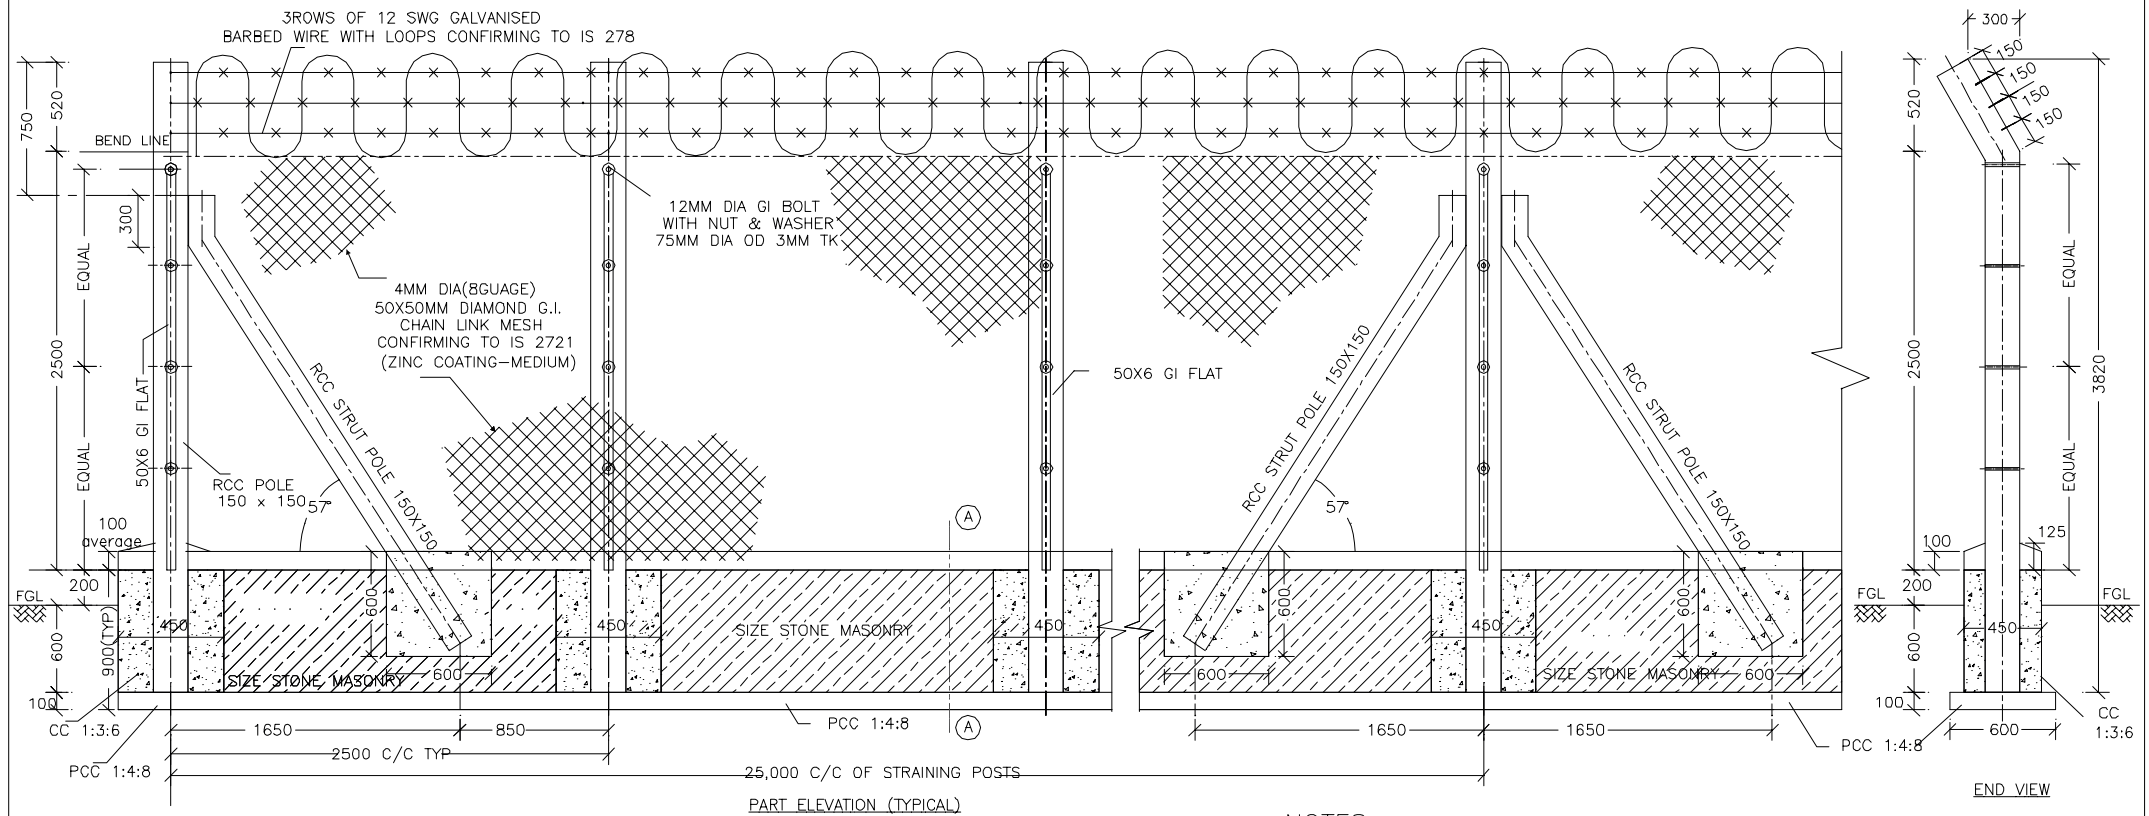 3ROWS OF 12 SWG GALVANISED
BARBED WIRE WITH LOOPS CONFIRMING TO IS 278
750
520
BEND LINE
300
EQUAL
2500
50X6 GI FLAT
EQUAL
RCC POLE
150 x 150
57°
RCC STRUT POLE 150X150
4MM DIA(8GUAGE)
50X50MM DIAMOND G.I.
CHAIN LINK MESH
CONFIRMING TO IS 2721
(ZINC COATING-MEDIUM)
12MM DIA GI BOLT
WITH NUT & WASHER
75MM DIA OD 3MM TK
50X6 GI FLAT
RCC STRUT POLE 150X150
57°
RCC STRUT POLE 150X150
100
average
200
FGL
600
900(TYP)
100
450
600
600
SIZE STONE MASONRY
450
SIZE STONE MASONRY
450
600
600
450
600
600
SIZE STONE MASONRY
A
A
CC 1:3:6
PCC 1:4:8
PCC 1:4:8
PCC 1:4:8
1650
850
2500 C/C TYP
25,000 C/C OF STRAINING POSTS
1650
1650
PART ELEVATION (TYPICAL)
300
150
150
150
150
520
2500
3820
EQUAL
EQUAL
125
100
200
FGL
FGL
600
450
100
600
CC
1:3:6
END VIEW